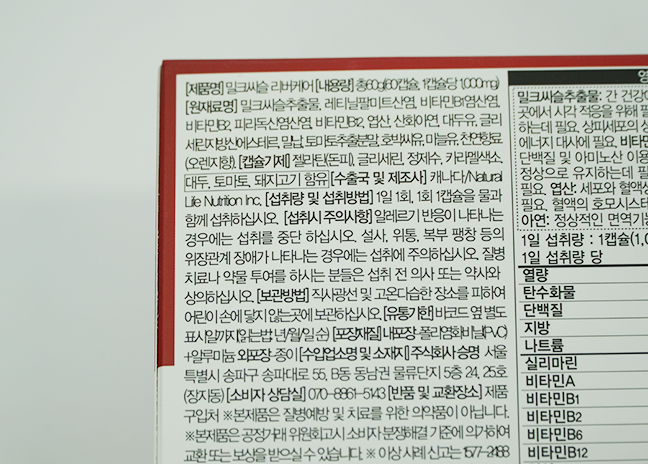 [제품명] 밀크씨슬 리버케어 [내용량] 총60g(60캡슐, 1캡슐당 1,000mg)
[원재료명] 밀크씨슬추출물, 레티닐팔미트산염, 비타민B1염산염,
비타민B2, 피리독신염산염, 비타민B12, 엽산, 산화아연, 대두유, 글리
세린지방산에스테르, 밀납, 토마토추출분말, 호박씨유, 마늘유, 천연향료
(오렌지향). [캡슐기제] 젤라틴(돈피), 글리세린, 정제수, 카라멜색소,
대두, 토마토, 돼지고기 함유 [수출국 및 제조사] 캐나다/Natural
Life Nutrition Inc. [섭취량 및 섭취방법] 1일 1회, 1회 1캡슐을 물과
함께 섭취하십시오. [섭취시 주의사항] 알레르기 반응이 나타나는
경우에는 섭취를 중단 하십시오. 설사, 위통, 복부 팽창 등의
위장관계 장애가 나타나는 경우에는 섭취에 주의하십시오. 질병
치료나 약물 투여를 하시는 분들은 섭취 전 의사 또는 약사와
상의하십시오. [보관방법] 직사광선 및 고온다습한 장소를 피하여
어린이 손에 닿지 않는 곳에 보관하십시오. [유통기한] 바코드 옆 별도
표시일까지(읽는법 년/월/일 순) [포장재질] 내포장-폴리염화비닐(PVC)
+알루미늄 외포장-종이 [수입업소명 및 소재지] 주식회사 승명 서울
특별시 송파구 송파대로 55, B동 동남권 물류단지 5층 24, 25호
(장지동) [소비자 상담실] 070-8861-5143 [반품 및 교환장소] 제품
구입처 ※본제품은 질병예방 및 치료를 위한 의약품이 아닙니다.
※본제품은 공정거래 위원회고시 소비자 분쟁해결 기준에 의거하여
교환 또는 보상을 받으실 수 있습니다. ※ 이상 사례 신고는 1577-2488
밀크씨슬추출물: 간 건강에
곳에서 시각 적응을 위해 필
하는데 필요, 상피세포의 성
에너지 대사에 필요, 비타민
단백질 및 아미노산 이용
정상으로 유지하는데 필
필요, 엽산: 세포와 혈액생
필요, 혈액의 호모시스테
아연: 정상적인 면역기능
1일 섭취량 : 1캡슐(1,0
1일 섭취량 당
열량
탄수화물
단백질
지방
나트륨
실리마린
비타민A
비타민B1
비타민B2
비타민B6
비타민B12